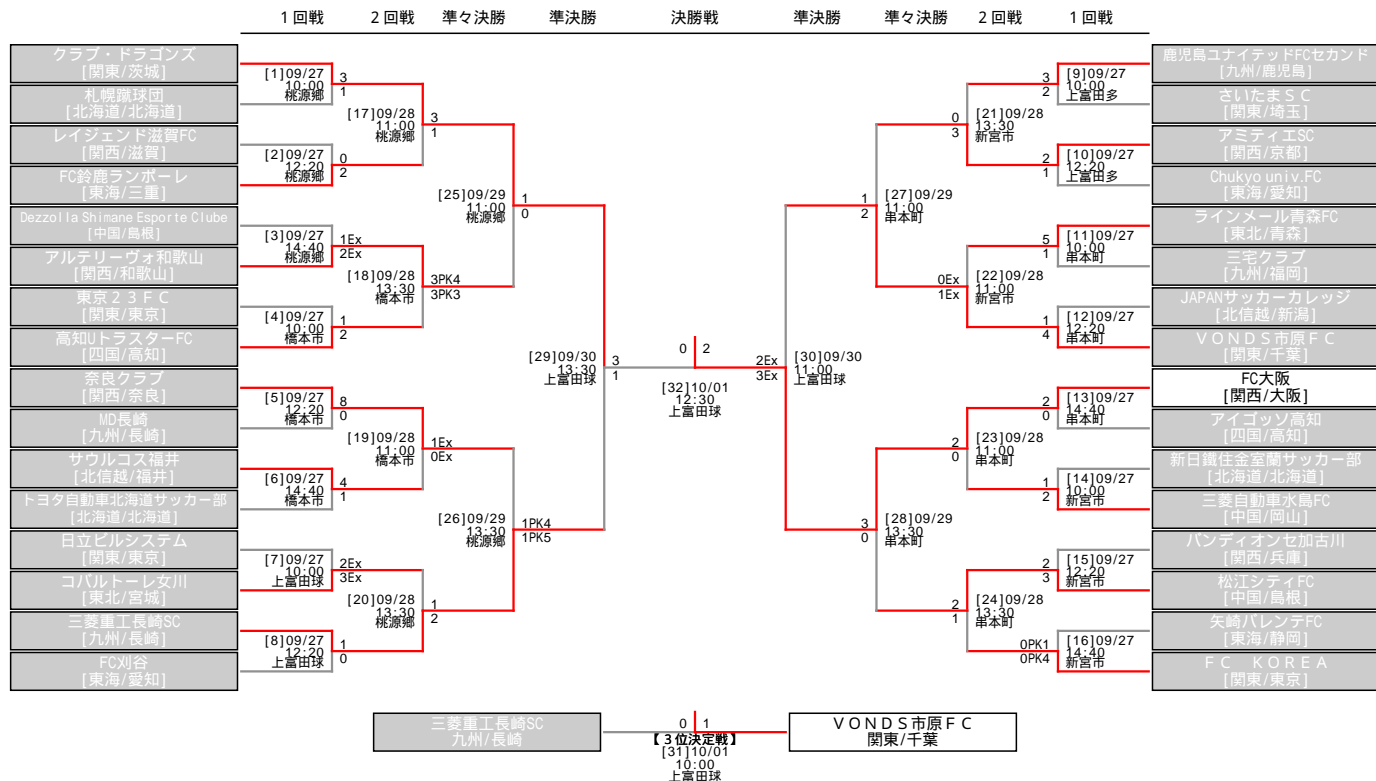 1回戦 2回戦 準々決勝 準決勝 決勝戦 準決勝 準々決勝 2回戦 1回戦
クラブ・ドラゴンズ
[関東/茨城]
札幌蹴球団
[北海道/北海道]
レイジェンド滋賀FC
[関西/滋賀]
FC鈴鹿ランポーレ
[東海/三重]
Dezzolla Shimane Esporte Clube
[中国/島根]
アルテリーヴォ和歌山
[関西/和歌山]
東京23FC
[関東/東京]
高知UトラスターFC
[四国/高知]
奈良クラブ
[関西/奈良]
MD長崎
[九州/長崎]
サウルコス福井
[北信越/福井]
トヨタ自動車北海道サッカー部
[北海道/北海道]
日立ビルシステム
[関東/東京]
コバルトーレ女川
[東北/宮城]
三菱重工長崎SC
[九州/長崎]
FC刈谷
[東海/愛知]
[1]09/27
10:00
桃源郷
3
1
[2]09/27
12:20
桃源郷
0
2
[3]09/27
14:40
桃源郷
1Ex
2Ex
[4]09/27
10:00
橋本市
1
2
[5]09/27
12:20
橋本市
8
0
[6]09/27
14:40
橋本市
4
1
[7]09/27
10:00
上富田球
2Ex
3Ex
[8]09/27
12:20
上富田球
1
0
[17]09/28
11:00
桃源郷
3
1
[18]09/28
13:30
橋本市
3PK4
3PK3
[19]09/28
11:00
橋本市
1Ex
0Ex
[20]09/28
13:30
桃源郷
1
2
[25]09/29
11:00
桃源郷
1
0
[26]09/29
13:30
桃源郷
1PK4
1PK5
[29]09/30
13:30
上富田球
3
1
0 2
[32]10/01
12:30
上富田球
2Ex
3Ex
[30]09/30
11:00
上富田球
1
2
[27]09/29
11:00
串本町
3
0
[28]09/29
13:30
串本町
0
3
[21]09/28
13:30
新宮市
0Ex
1Ex
[22]09/28
11:00
新宮市
2
0
[23]09/28
11:00
串本町
2
1
[24]09/28
13:30
串本町
3
2
[9]09/27
10:00
上富田多
2
1
[10]09/27
12:20
上富田多
5
1
[11]09/27
10:00
串本町
1
4
[12]09/27
12:20
串本町
2
0
[13]09/27
14:40
串本町
1
2
[14]09/27
10:00
新宮市
2
3
[15]09/27
12:20
新宮市
0PK1
0PK4
[16]09/27
14:40
新宮市
鹿児島ユナイテッドFCセカンド
[九州/鹿児島]
さいたまSC
[関東/埼玉]
アミティエSC
[関西/京都]
Chukyo univ.FC
[東海/愛知]
ラインメール青森FC
[東北/青森]
三宅クラブ
[九州/福岡]
JAPANサッカーカレッジ
[北信越/新潟]
VONDS市原FC
[関東/千葉]
FC大阪
[関西/大阪]
アイゴッソ高知
[四国/高知]
新日鐵住金室蘭サッカー部
[北海道/北海道]
三菱自動車水島FC
[中国/岡山]
バンディオンセ加古川
[関西/兵庫]
松江シティFC
[中国/島根]
矢崎バレンテFC
[東海/静岡]
FC KOREA
[関東/東京]
三菱重工長崎SC
九州/長崎
0 1
【3位決定戦】
[31]10/01
10:00
上富田球
VONDS市原FC
関東/千葉